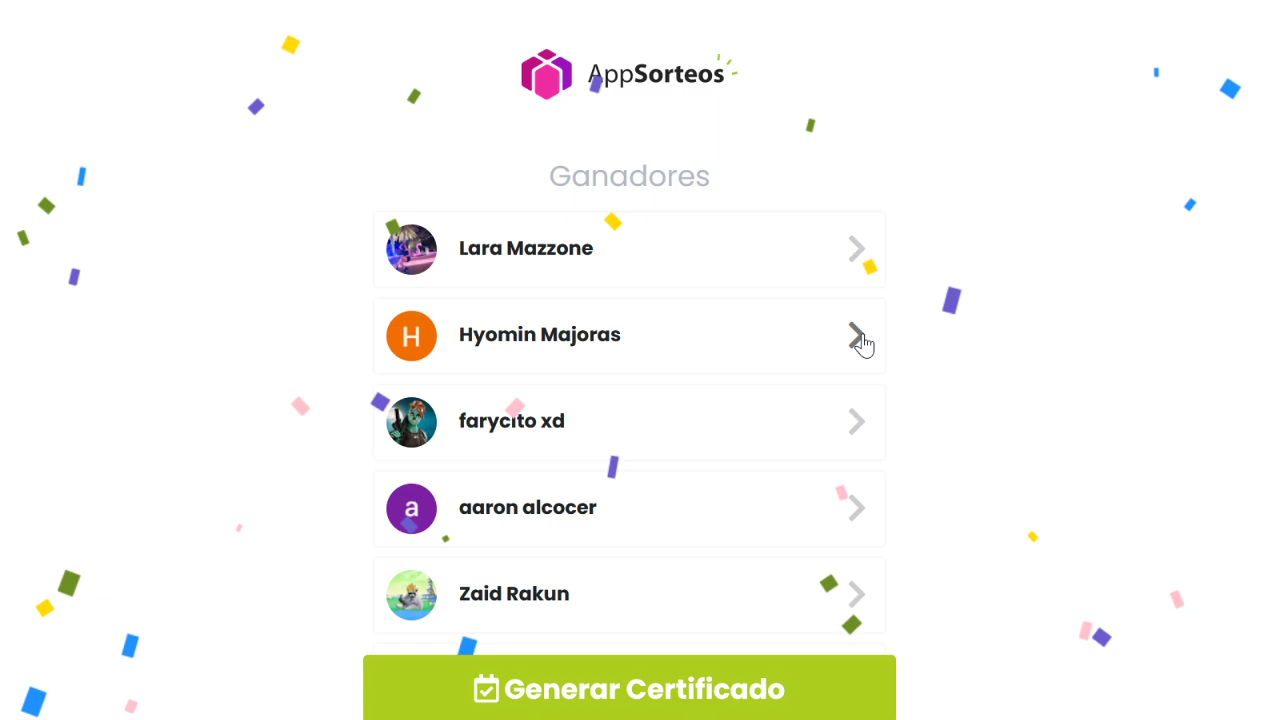 AppSorteos
Ganadores
Lara Mazzone
H
Hyomin Majoras
farycito xd
a
aaron alcocer
Zaid Rakun
Generar Certificado